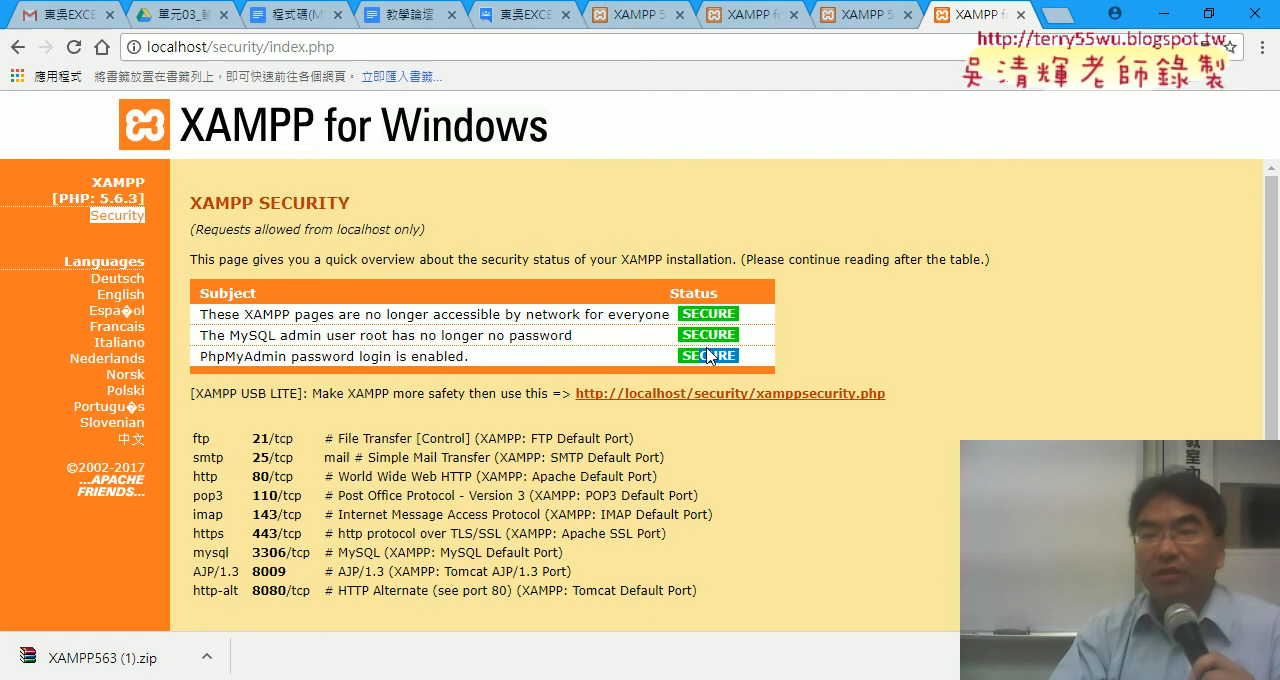 東吳EXCE
單元03_
程式碼(M
教學論壇
東吳EXCE
XAMPP 5
XAMPP fo
XAMPP 5
XAMPP fo
localhost/security/index.php
http://terry55wu.blogspot.tw
吳清輝老師錄製
應用程式 將書籤放置在書籤列上，即可快速前往各個網頁。 立即匯入書籤...
XAMPP for Windows
XAMPP
[PHP: 5.6.3]
Security
Languages
Deutsch
English
Espa�ol
Francais
Italiano
Nederlands
Norsk
Polski
Portugu�s
Slovenian
中文
©2002-2017
...APACHE
FRIENDS...
XAMPP SECURITY
(Requests allowed from localhost only)
This page gives you a quick overview about the security status of your XAMPP installation. (Please continue reading after the table.)
Subject Status
These XAMPP pages are no longer accessible by network for everyone SECURE
The MySQL admin user root has no longer no password SECURE
PhpMyAdmin password login is enabled. SECURE
[XAMPP USB LITE]: Make XAMPP more safety then use this => http://localhost/security/xamppsecurity.php
ftp 21/tcp # File Transfer [Control] (XAMPP: FTP Default Port)
smtp 25/tcp mail # Simple Mail Transfer (XAMPP: SMTP Default Port)
http 80/tcp # World Wide Web HTTP (XAMPP: Apache Default Port)
pop3 110/tcp # Post Office Protocol - Version 3 (XAMPP: POP3 Default Port)
imap 143/tcp # Internet Message Access Protocol (XAMPP: IMAP Default Port)
https 443/tcp # http protocol over TLS/SSL (XAMPP: Apache SSL Port)
mysql 3306/tcp # MySQL (XAMPP: MySQL Default Port)
AJP/1.3 8009 # AJP/1.3 (XAMPP: Tomcat AJP/1.3 Port)
http-alt 8080/tcp # HTTP Alternate (see port 80) (XAMPP: Tomcat Default Port)
教室內
XAMPP563 (1).zip